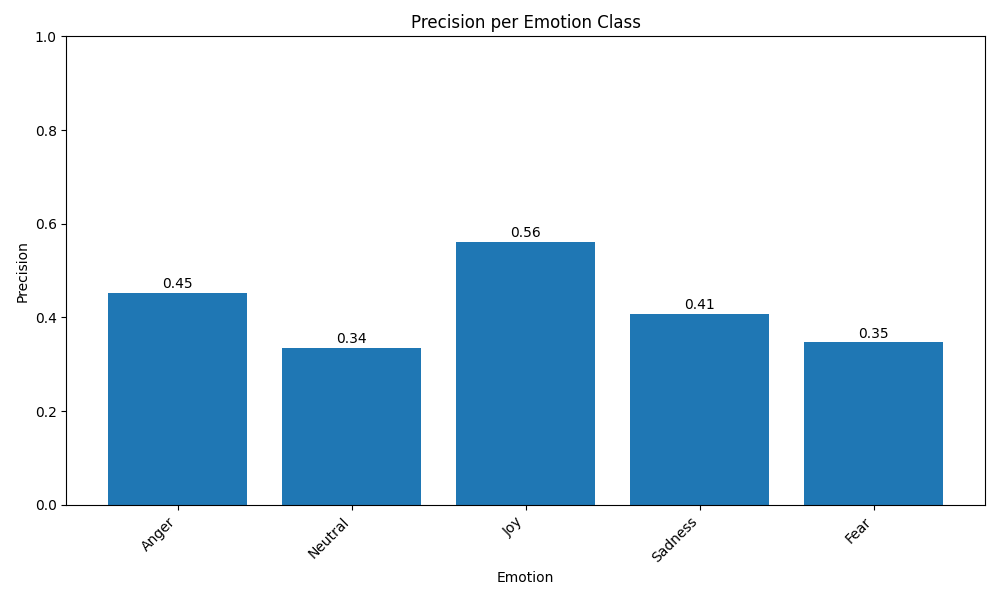 Precision per Emotion Class
1.0
0.8
0.6
0.4
0.2
0.0
Precision
0.45
0.34
0.56
0.41
0.35
Anger
Neutral
Joy
Sadness
Fear
Emotion